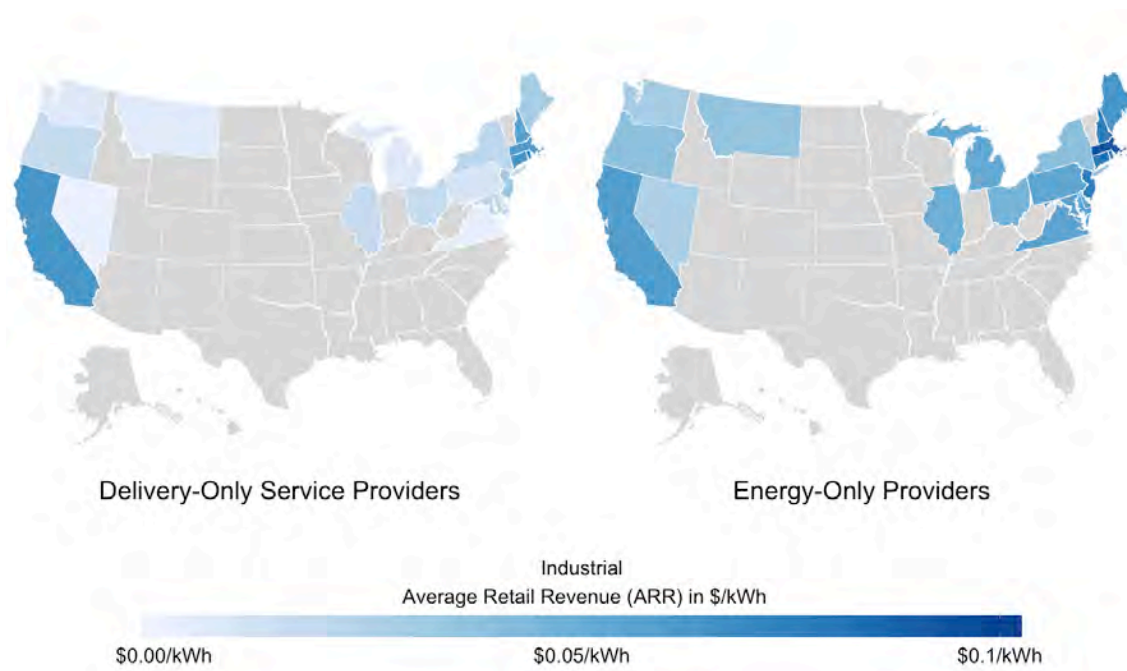 Delivery-Only Service Providers
Energy-Only Providers
Industrial
Average Retail Revenue (ARR) in $/kWh
$0.00/kWh
$0.05/kWh
$0.1/kWh